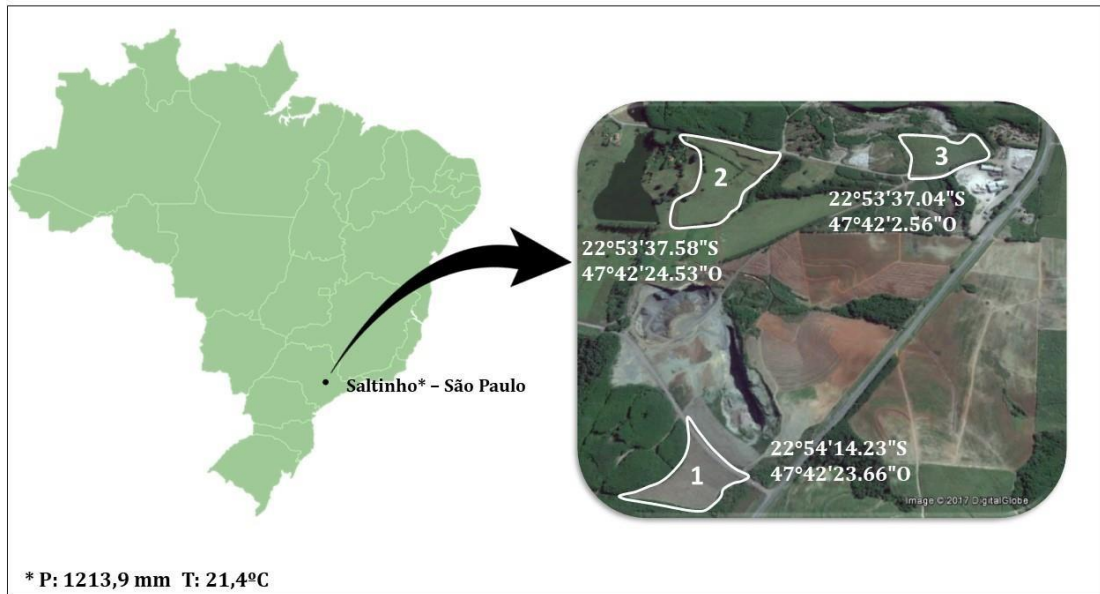 2
3
22°53'37.04"S
47°42'2.56"O
22°53'37.58"S
47°42'24.53"O
Saltinho* – São Paulo
22°54'14.23"S
47°42'23.66"O
1
Image © 2017 DigitalGlobe
* P: 1213,9 mm T: 21,4ºC